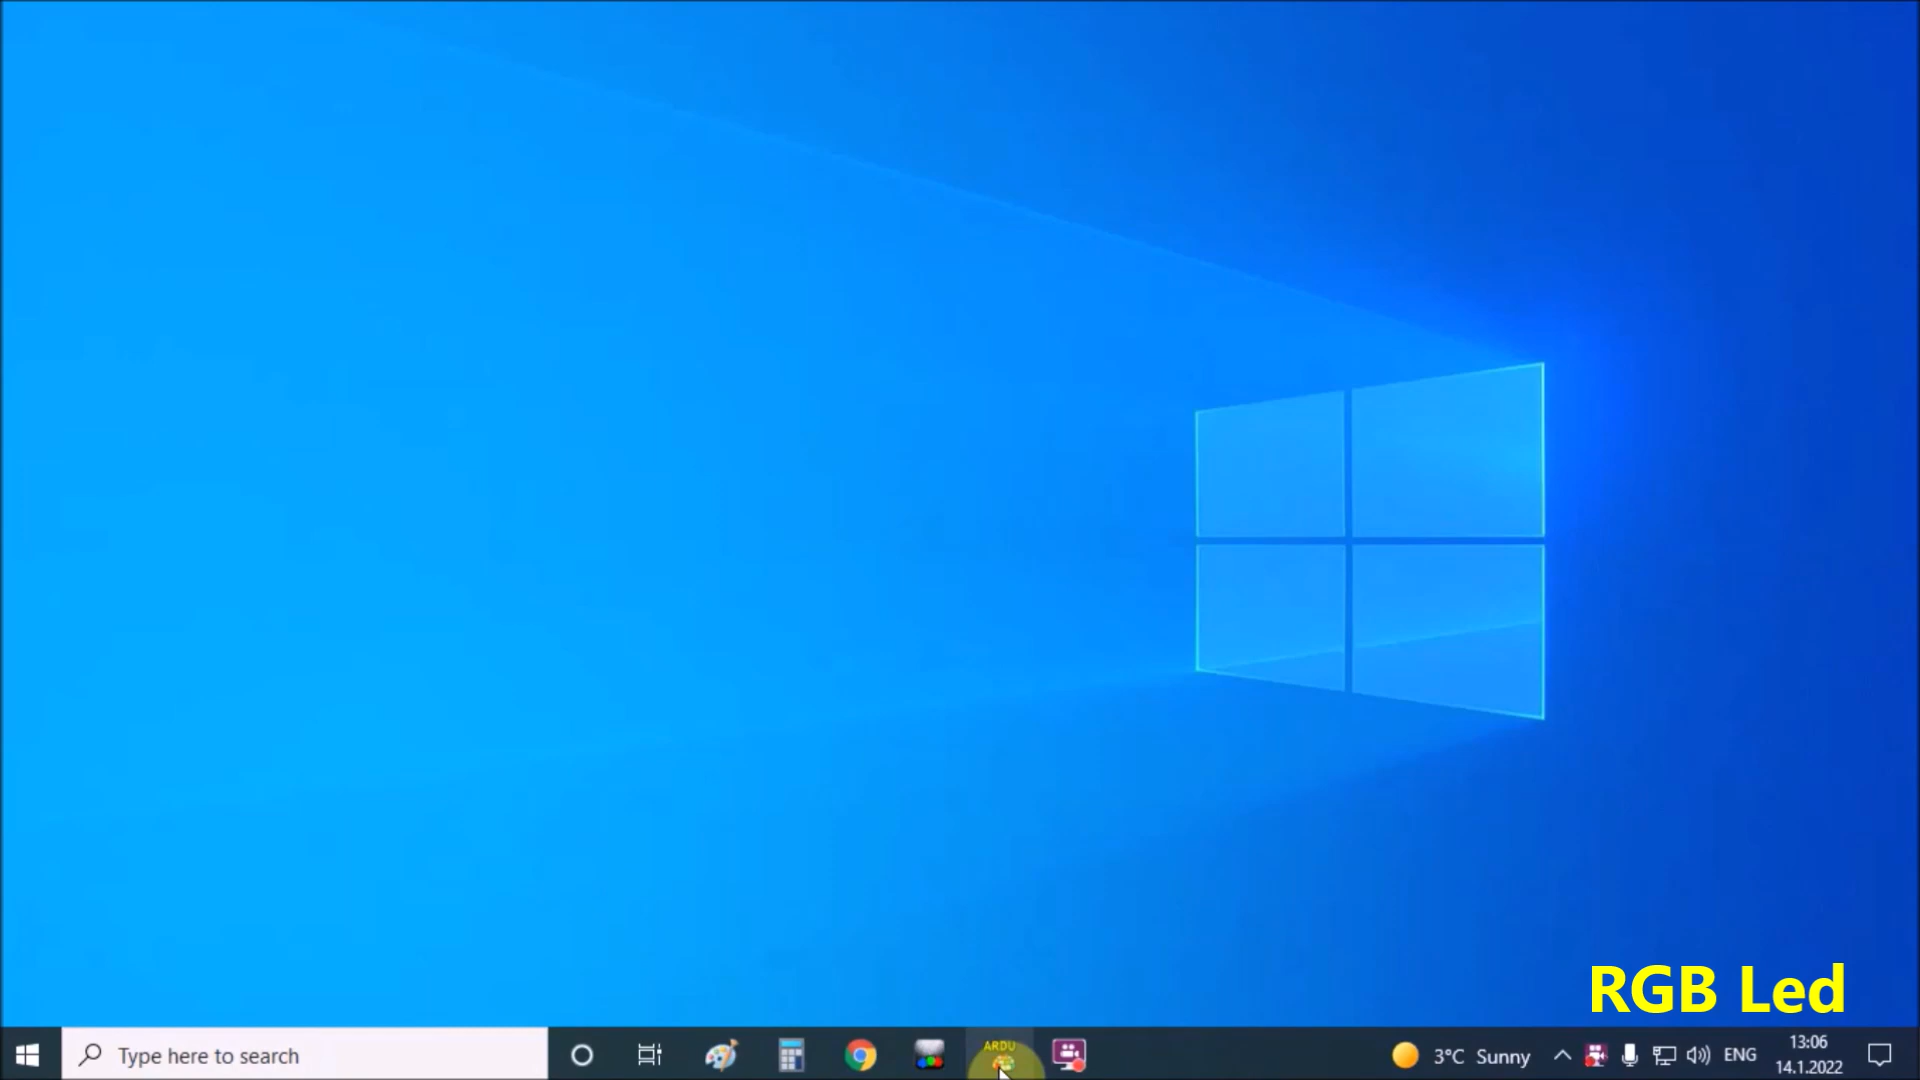 RGB Led
Type here to search
ARDU
3°C Sunny
ENG
13:06
14.1.2022